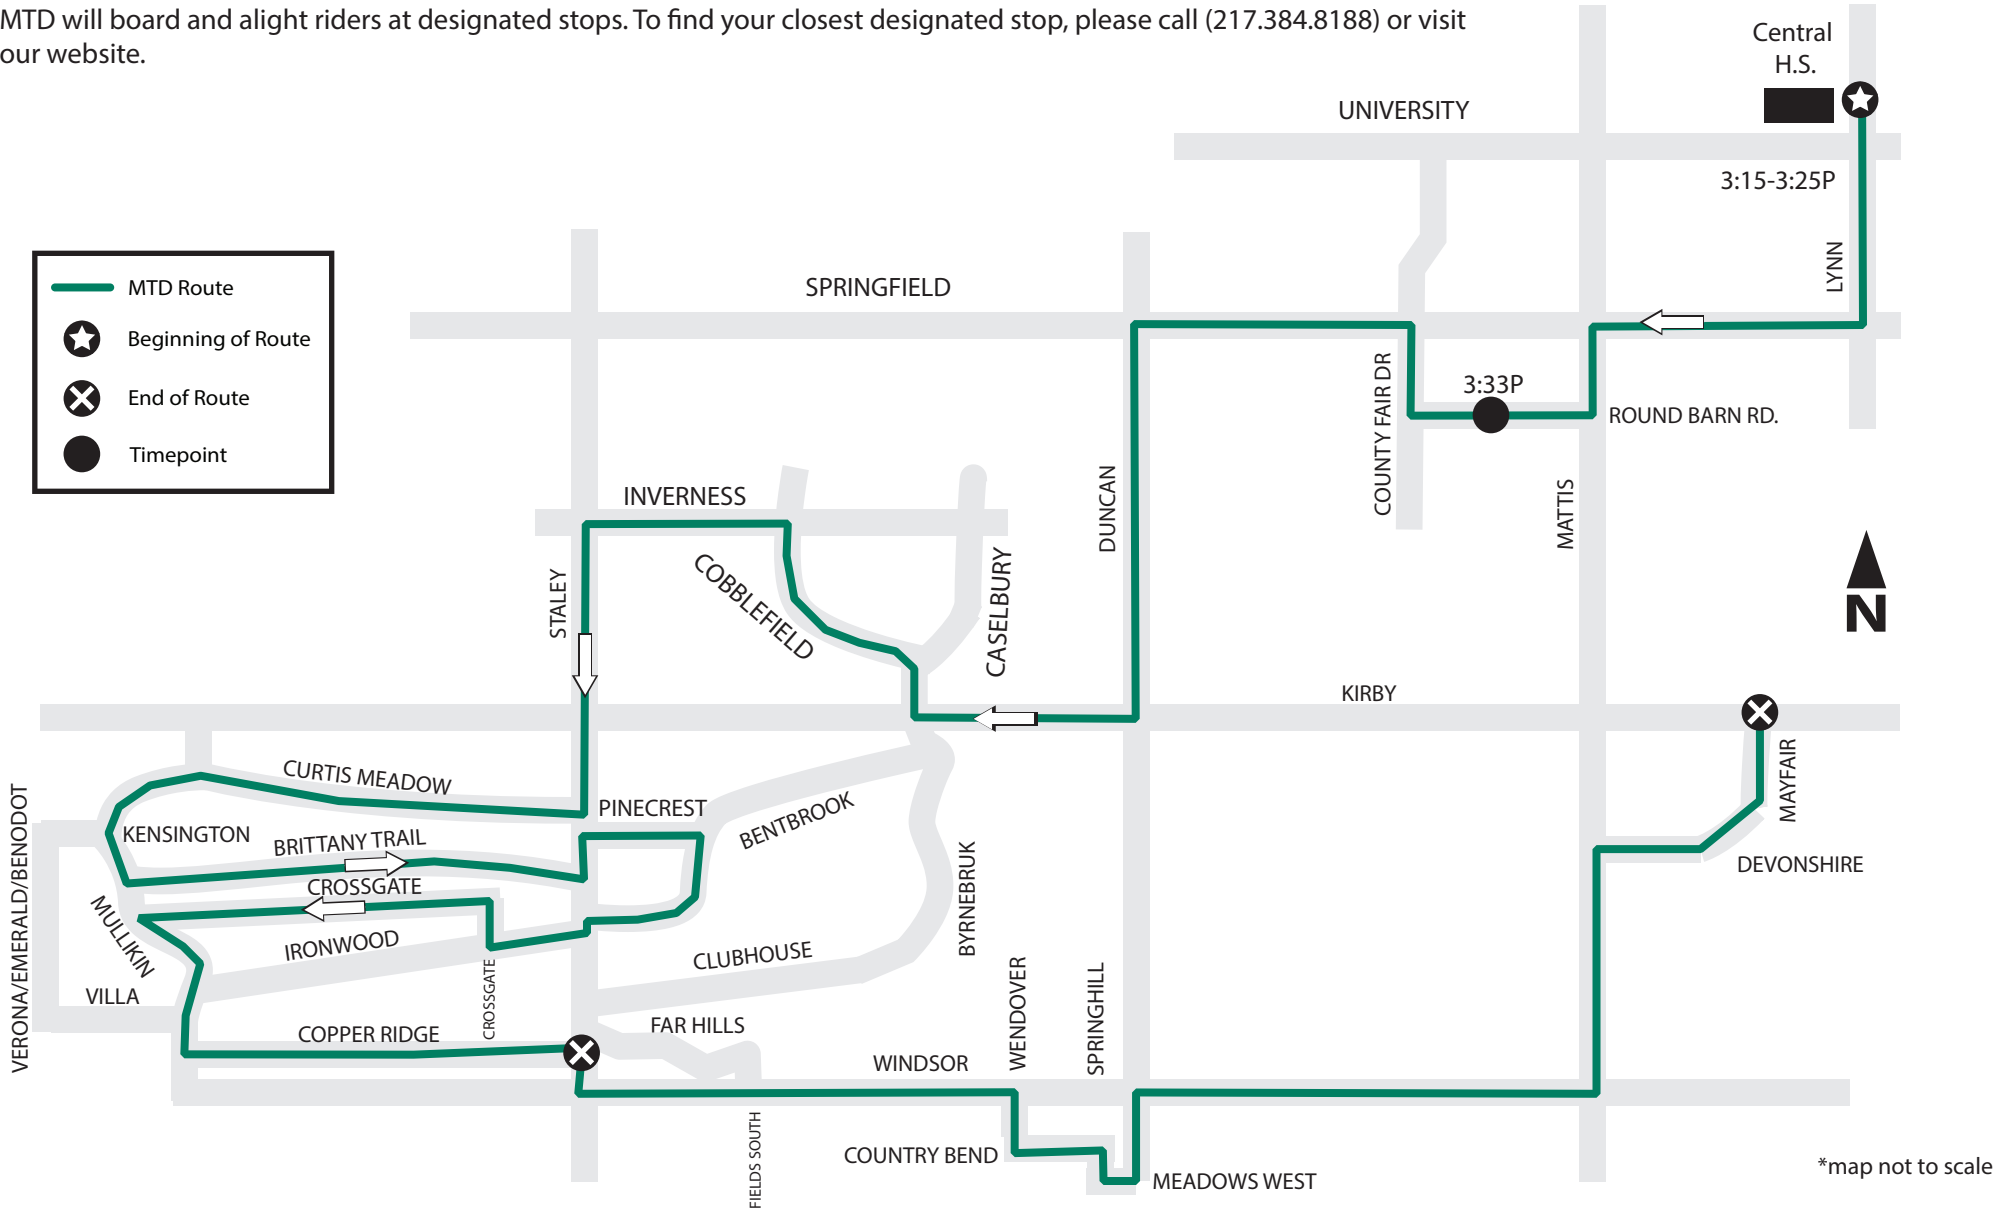 MTD will board and alight riders at designated stops. To find your closest designated stop, please call (217.384.8188) or visit
our website.
Central
H.S.
UNIVERSITY
3:15-3:25P
LYNN
SPRINGFIELD
MTD Route
Beginning of Route
End of Route
Timepoint
COUNTY FAIR DR
3:33P
ROUND BARN RD.
INVERNESS
DUNCAN
MATTIS
STALEY
COBBLEFIELD
CASELBURY
N
KIRBY
MAYFAIR
CURTIS MEADOW
PINECREST
BENTBROOK
KENSINGTON
BRITTANY TRAIL
DEVONSHIRE
VERONA/EMERALD/BENODOT
CROSSGATE
MULLIKIN
IRONWOOD
BYRNEBRUK
CLUBHOUSE
VILLA
CROSSGATE
COPPER RIDGE
FAR HILLS
WENDOVER
SPRINGHILL
WINDSOR
FIELDS SOUTH
COUNTRY BEND
MEADOWS WEST
*map not to scale